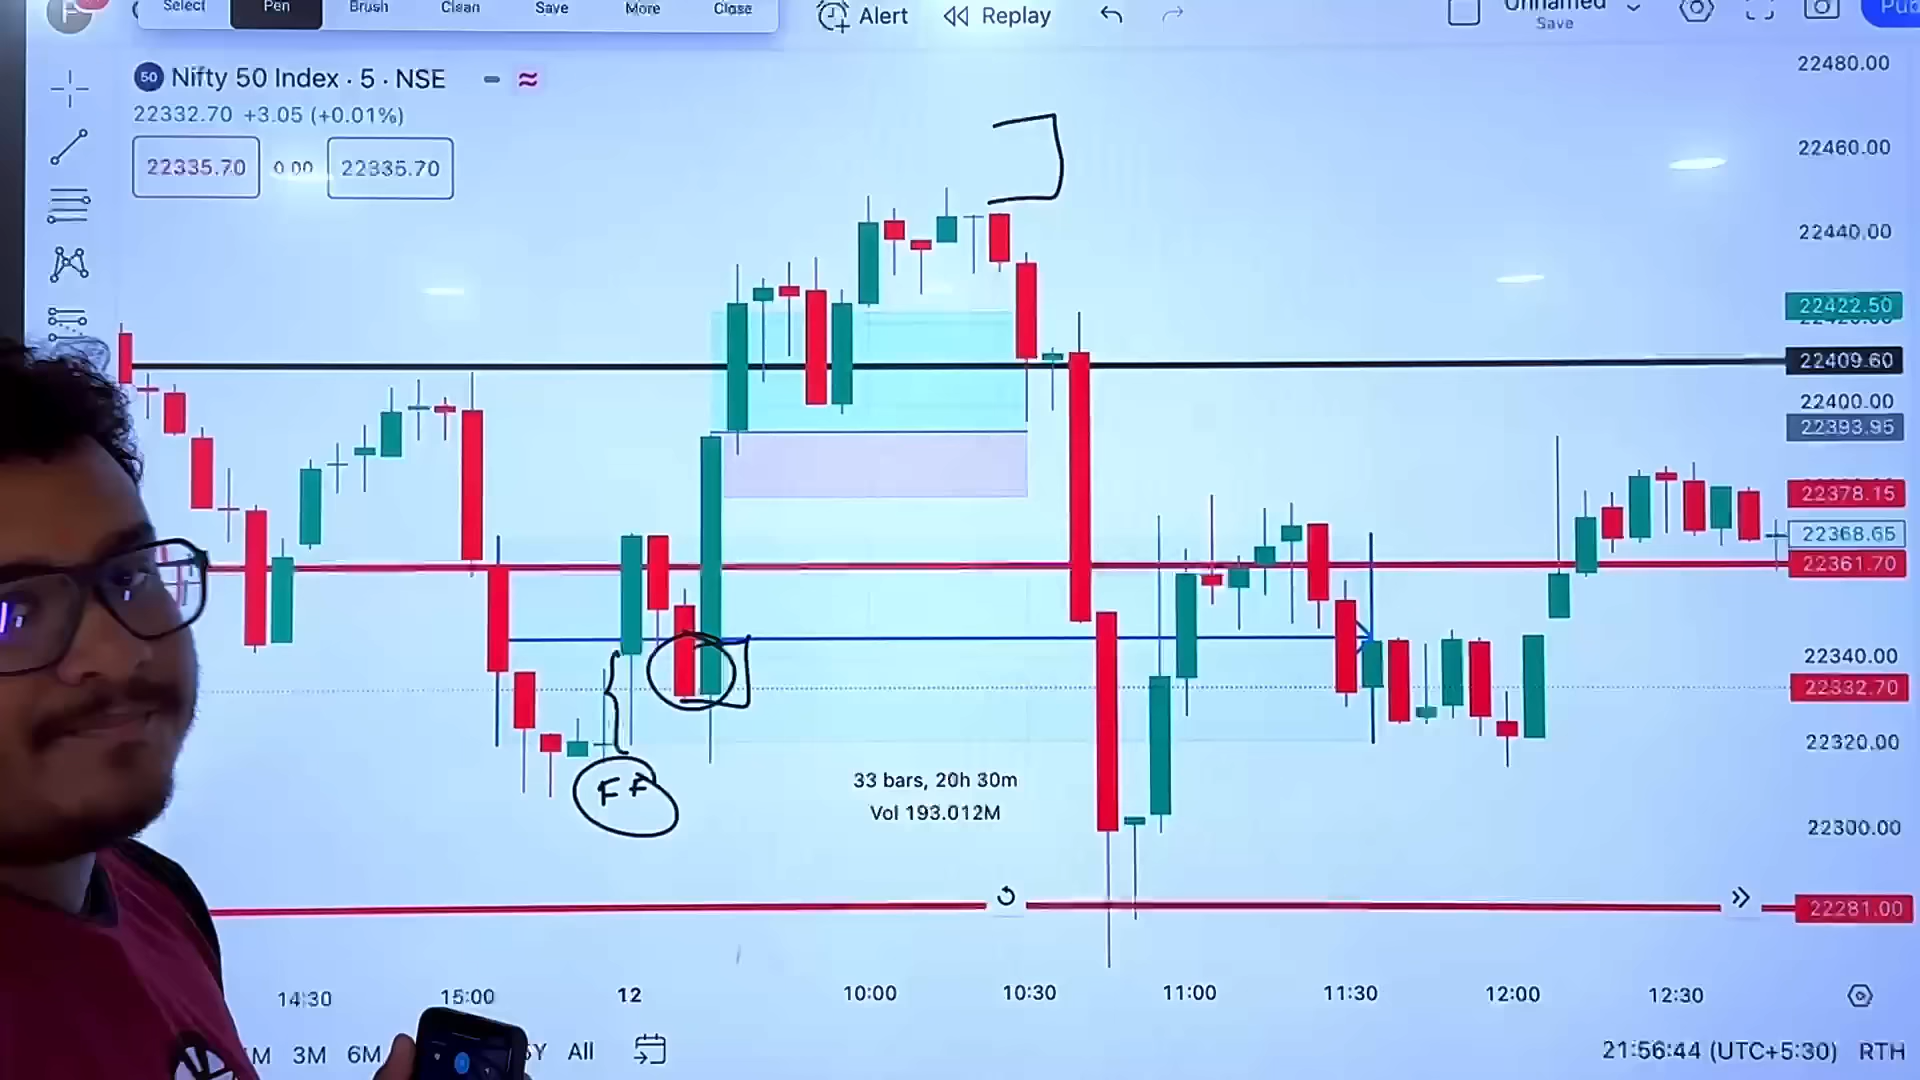 Select Pen Brush Clean Save More Close
Alert Replay
Unnamed
Save
50 Nifty 50 Index · 5 · NSE
22332.70 +3.05 (+0.01%)
22335.70 0.00 22335.70
22480.00
22460.00
22440.00
22422.50
22409.60
22400.00
22393.95
22378.15
22368.65
22361.70
22340.00
22332.70
22320.00
22300.00
22281.00
FF
33 bars, 20h 30m
Vol 193.012M
14:30 15:00 12 10:00 10:30 11:00 11:30 12:00 12:30
3M 6M All
21:56:44 (UTC+5:30) RTH